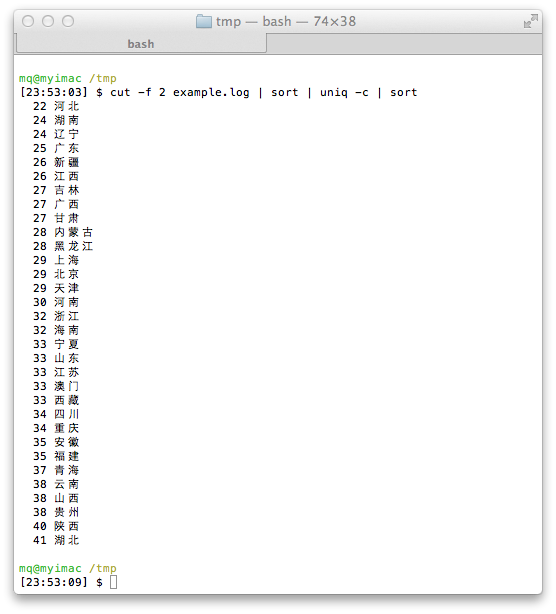 tmp — bash — 74×38
bash
mq@myimac /tmp
[23:53:03] $ cut -f 2 example.log | sort | uniq -c | sort
22 河北
24 湖南
24 辽宁
25 广东
26 新疆
26 江西
27 吉林
27 广西
27 甘肃
28 内蒙古
28 黑龙江
29 上海
29 北京
29 天津
30 河南
32 浙江
32 海南
33 宁夏
33 山东
33 江苏
33 澳门
33 西藏
34 四川
34 重庆
35 安徽
35 福建
37 青海
38 云南
38 山西
38 贵州
40 陕西
41 湖北
mq@myimac /tmp
[23:53:09] $